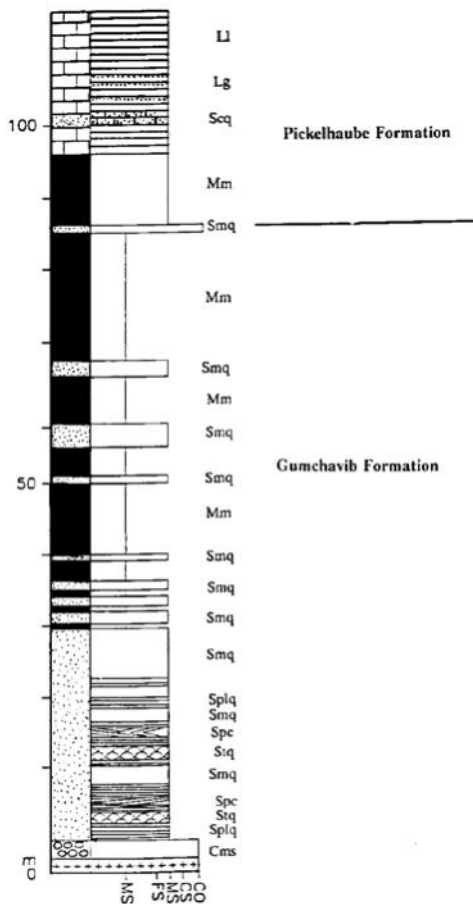 Ll
Lg
Scq
100
Pickelhaube Formation
Mm
Smq
Mm
Smq
Mm
Smq
Gumchavib Formation
Smq
50
Mm
Smq
Smq
Smq
Smq
Splq
Smq
Spc
Stq
Smq
Spc
Stq
Splq
Cms
m
0
MS
FS
MS
CS
CO